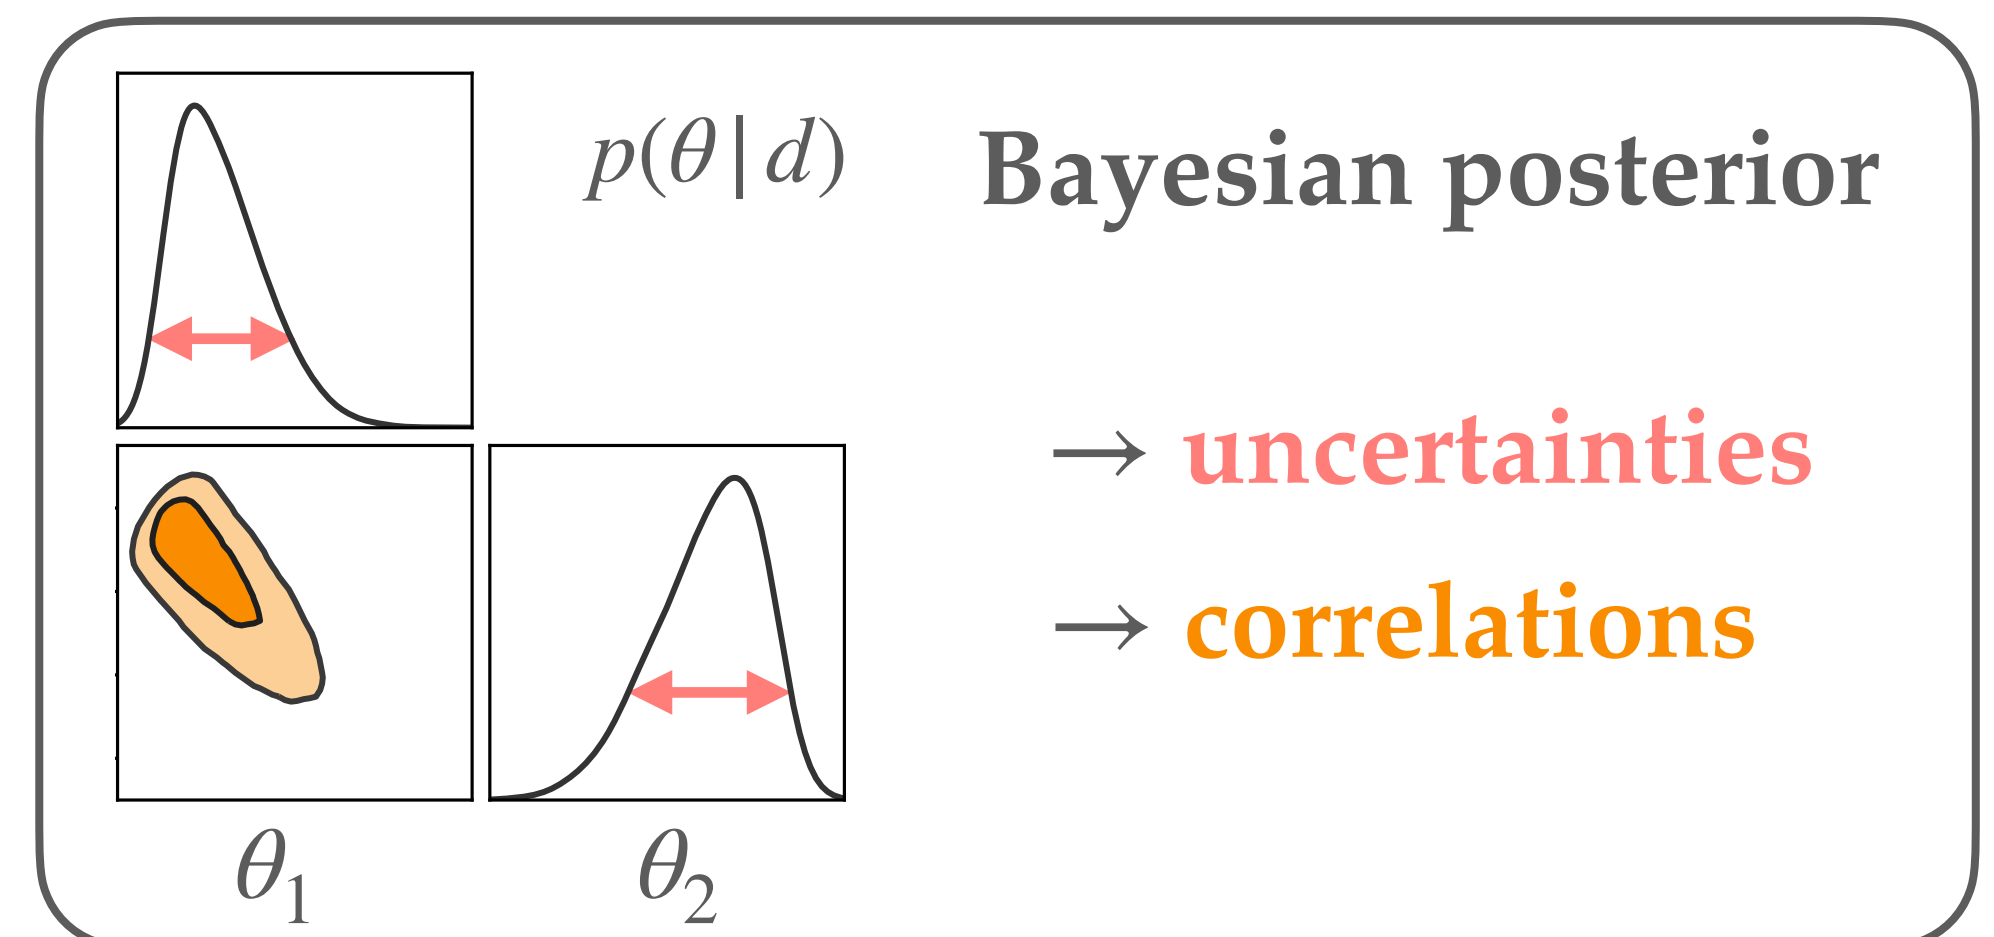 p(θ|d) Bayesian posterior
→ uncertainties
→ correlations
θ₁ θ₂